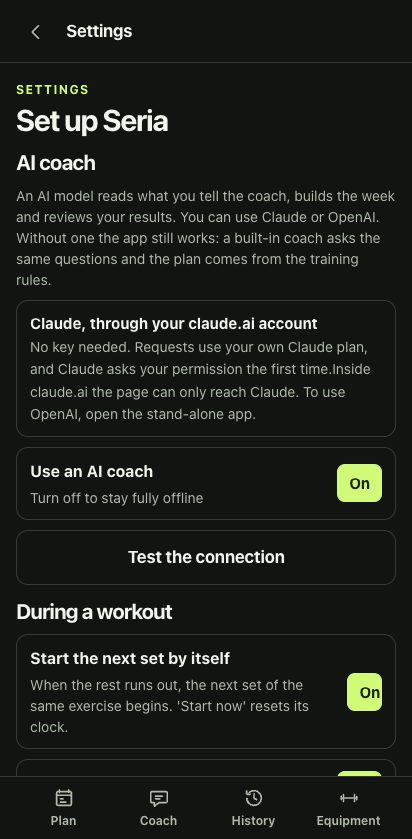 Settings
SETTINGS
Set up Seria
AI coach
An AI model reads what you tell the coach, builds the week
and reviews your results. You can use Claude or OpenAI.
Without one the app still works: a built-in coach asks the
same questions and the plan comes from the training
rules.
Claude, through your claude.ai account
No key needed. Requests use your own Claude plan,
and Claude asks your permission the first time.Inside
claude.ai the page can only reach Claude. To use
OpenAI, open the stand-alone app.
Use an AI coach
Turn off to stay fully offline
On
Test the connection
During a workout
Start the next set by itself
When the rest runs out, the next set of the
same exercise begins. 'Start now' resets its
clock.
On
Plan
Coach
History
Equipment